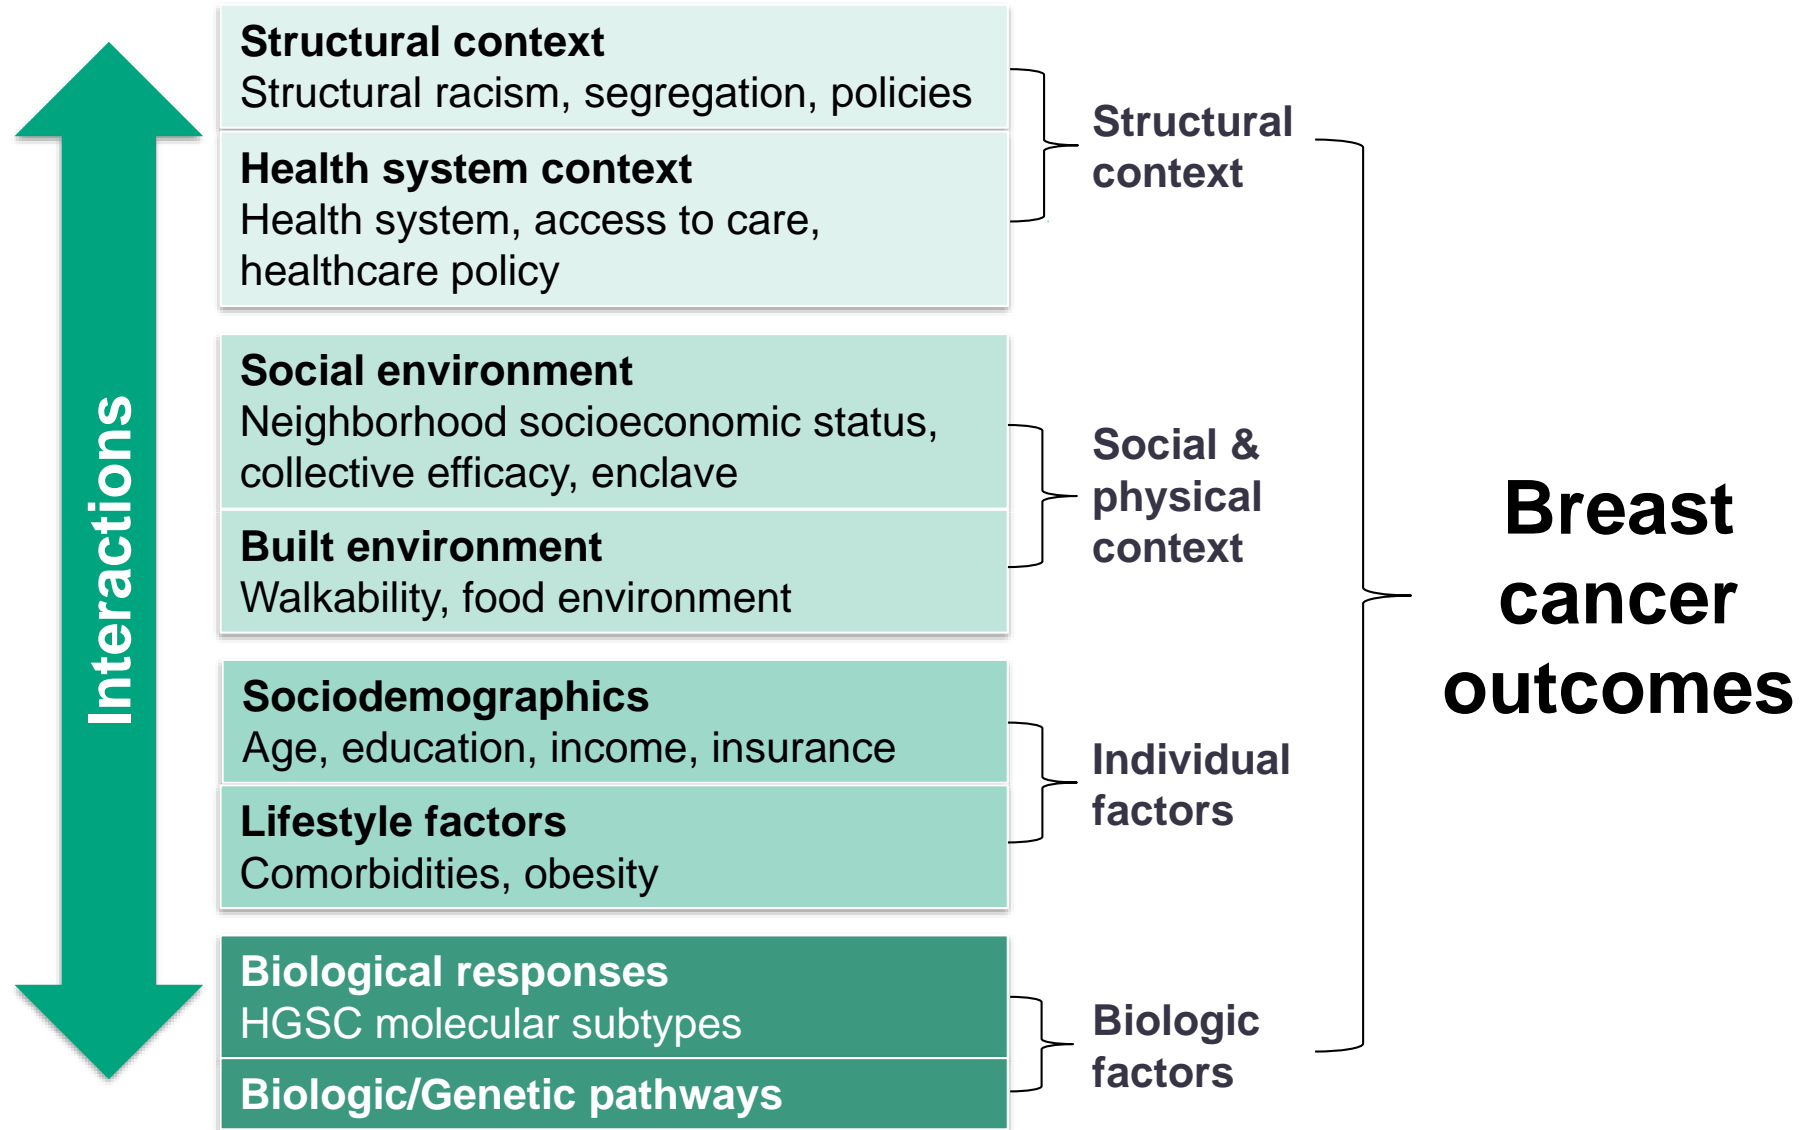 Interactions
Structural context
Structural racism, segregation, policies
Health system context
Health system, access to care,
healthcare policy
Structural
context
Social environment
Neighborhood socioeconomic status,
collective efficacy, enclave
Built environment
Walkability, food environment
Social &
physical
context
Sociodemographics
Age, education, income, insurance
Lifestyle factors
Comorbidities, obesity
Individual
factors
Biological responses
HGSC molecular subtypes
Biologic/Genetic pathways
Biologic
factors
Breast
cancer
outcomes